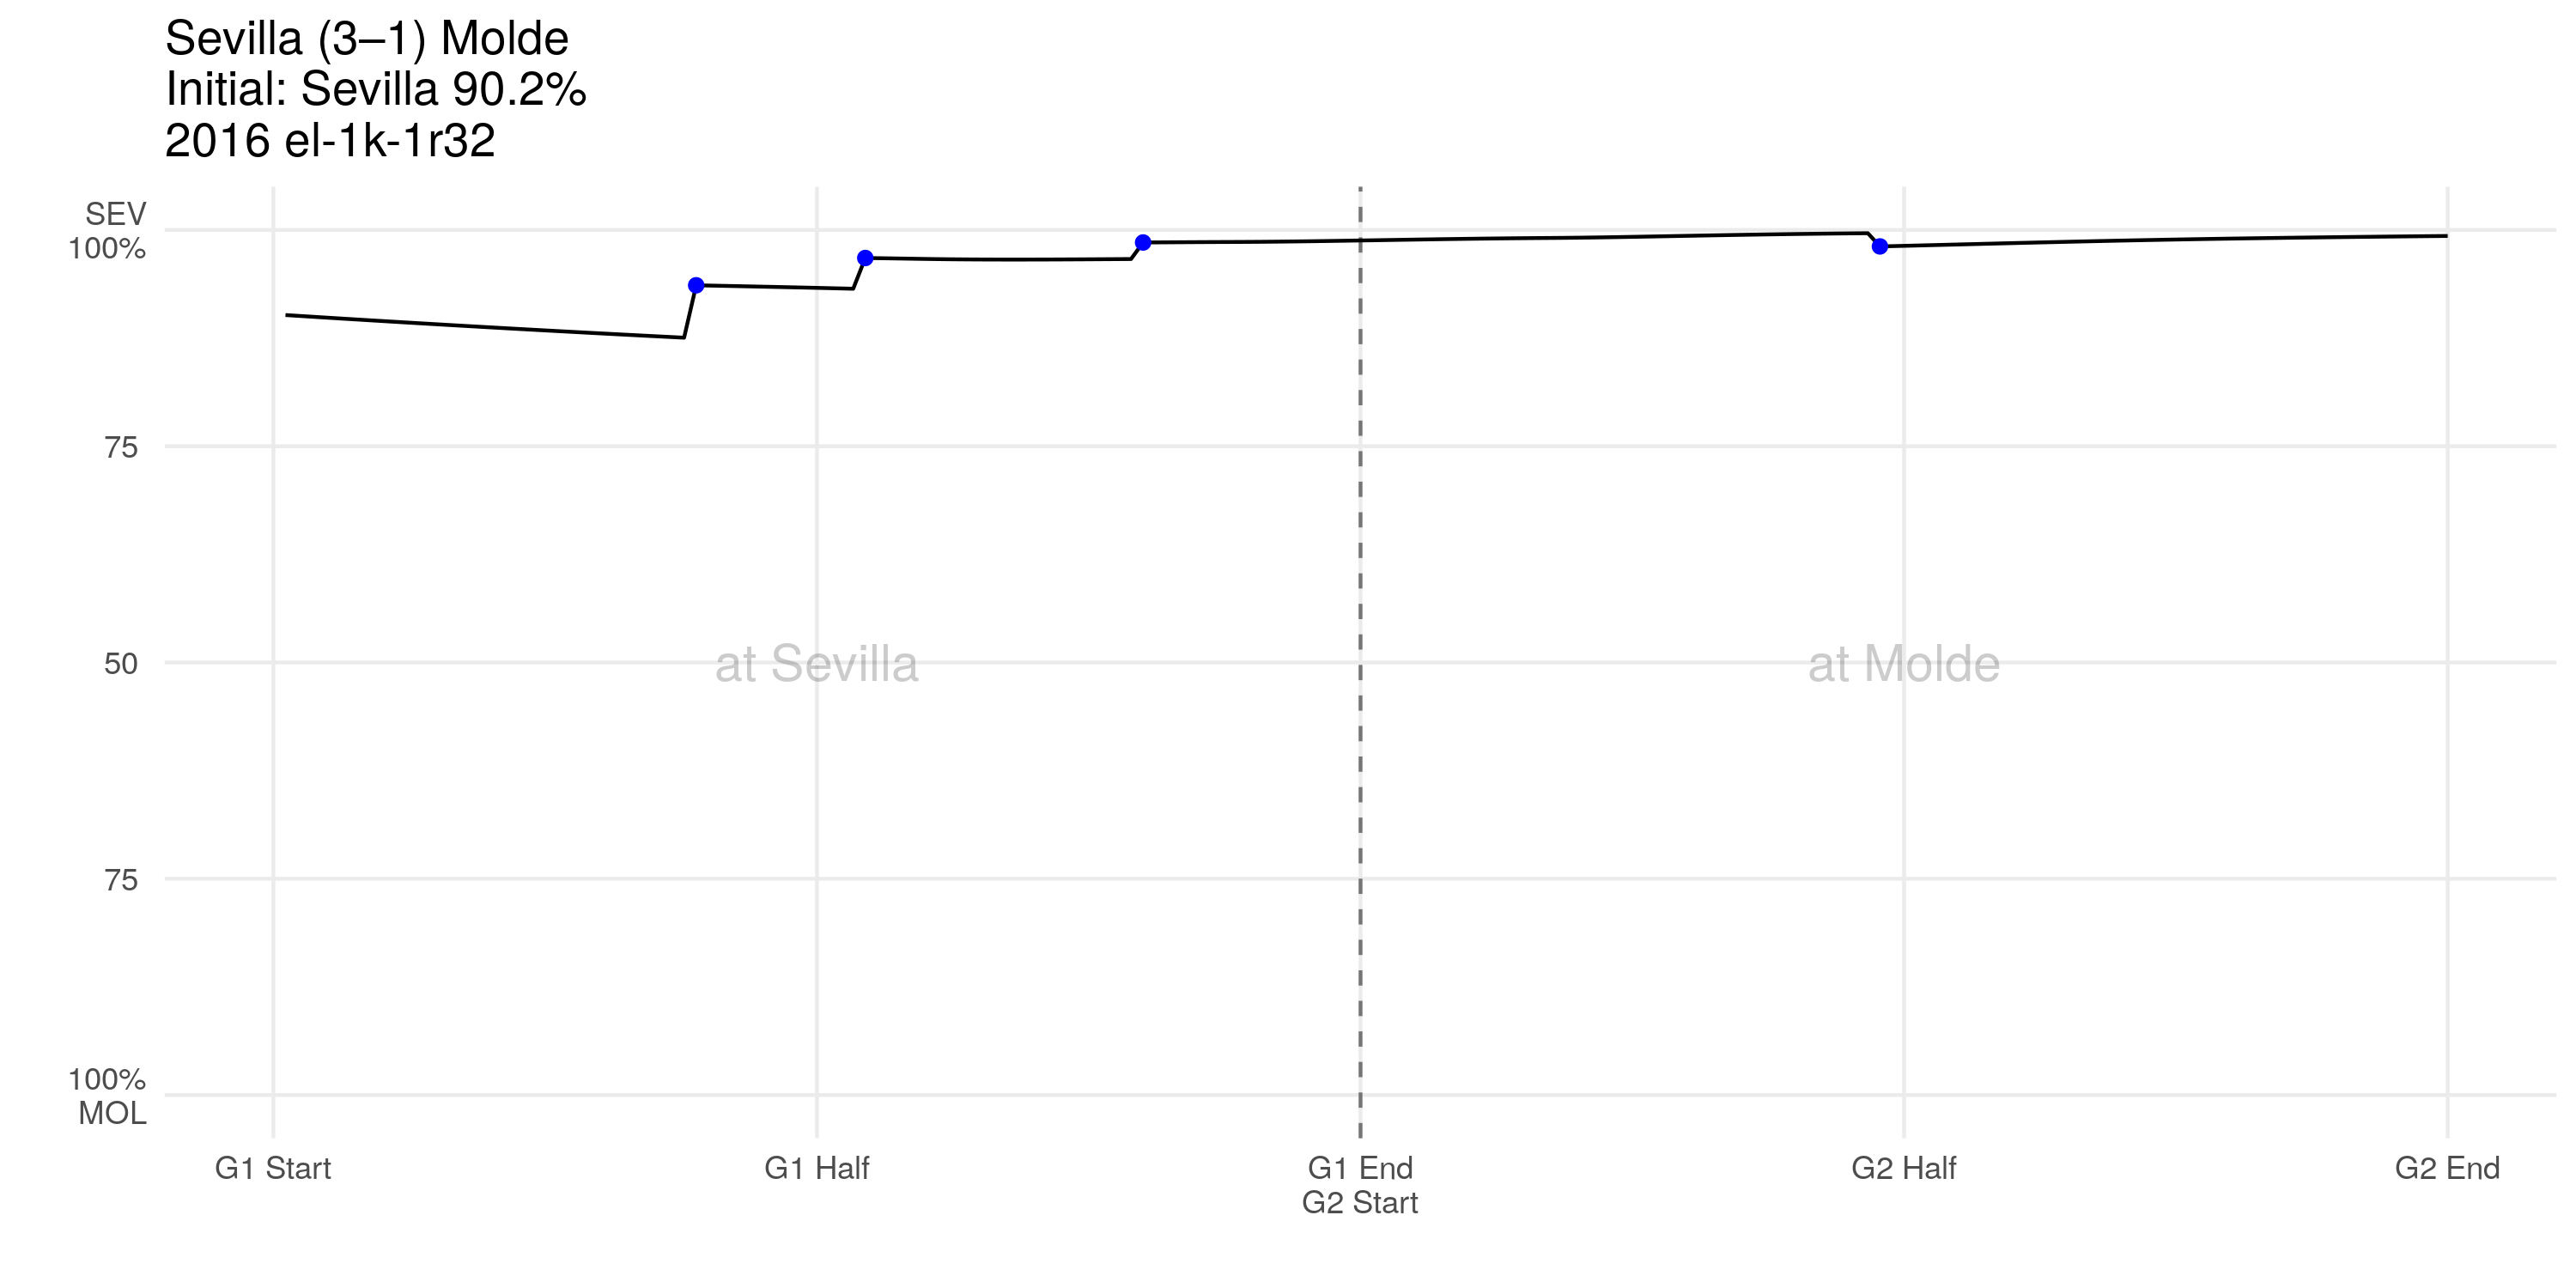 Sevilla (3–1) Molde
Initial: Sevilla 90.2%
2016 el-1k-1r32
SEV
100%
75
50
75
100%
MOL
at Sevilla
at Molde
G1 Start
G1 Half
G1 End
G2 Start
G2 Half
G2 End